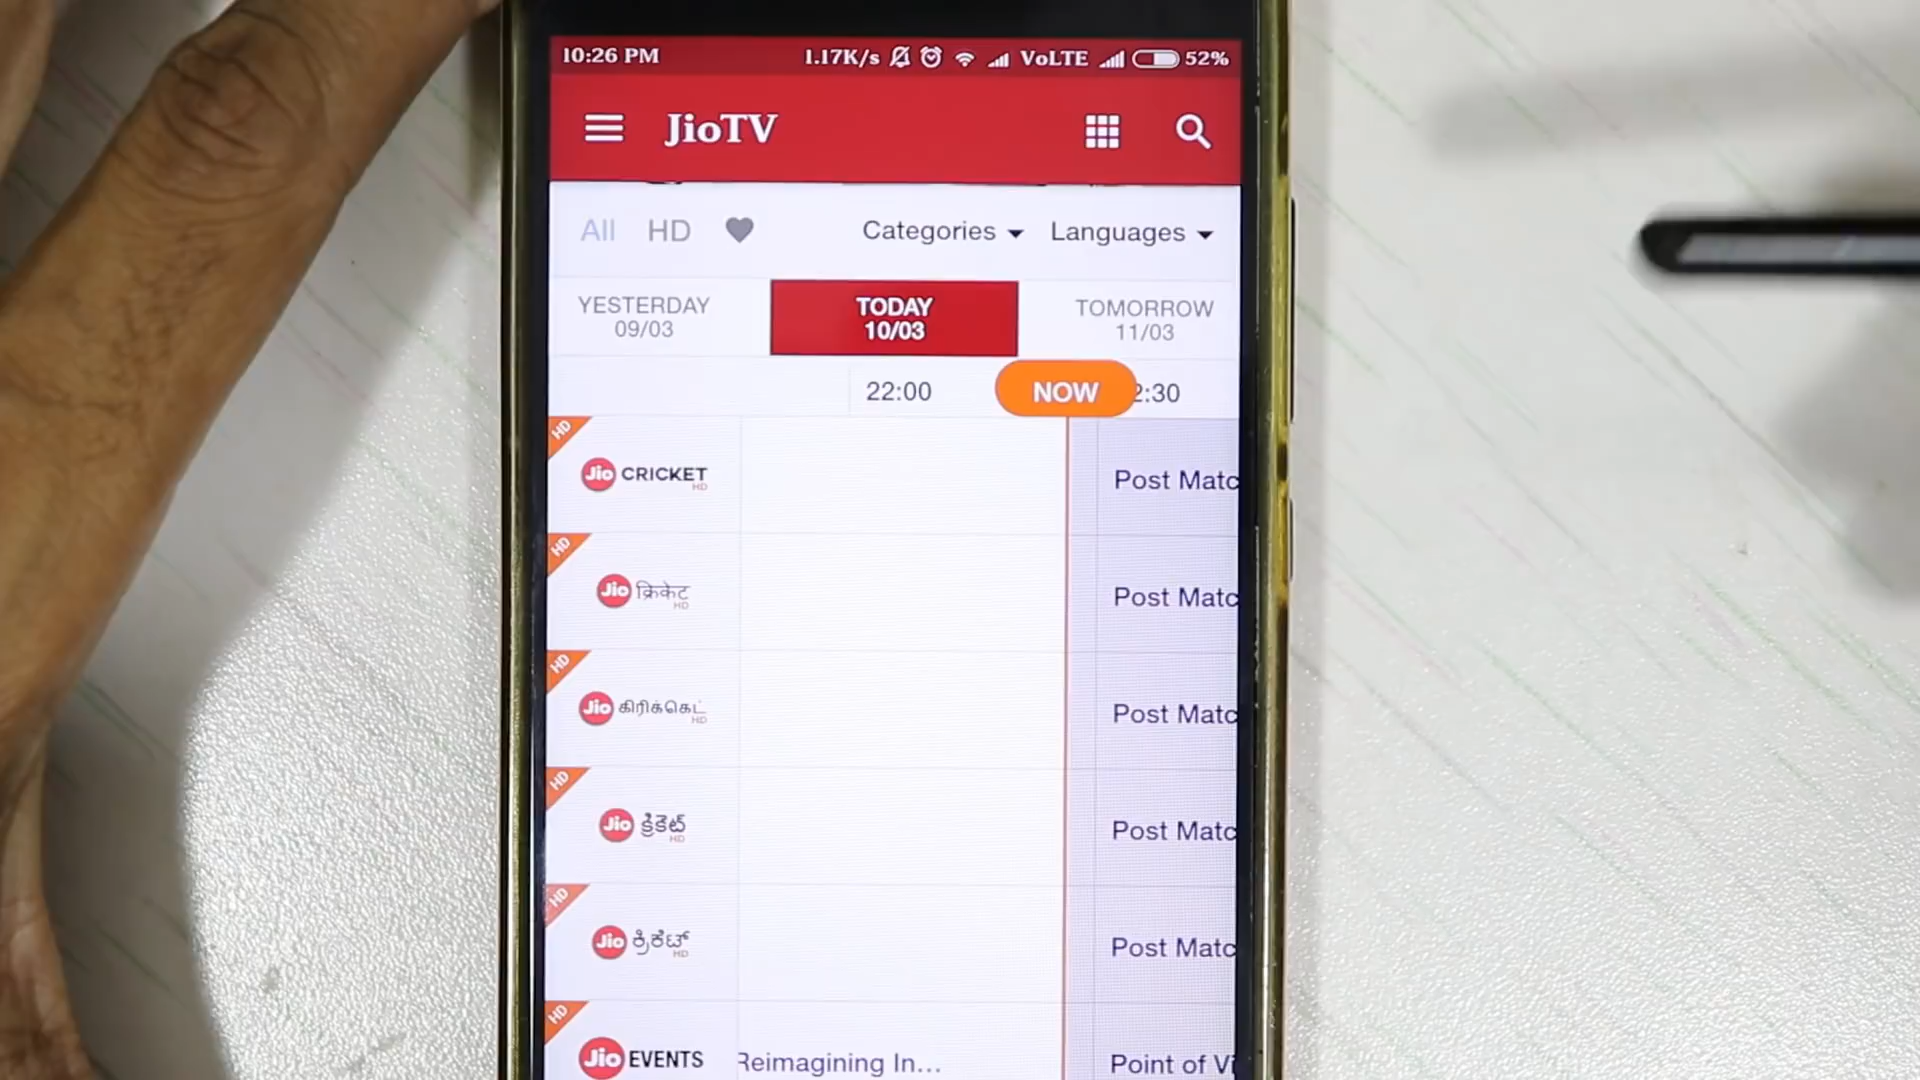 10:26 PM 1.17K/s VoLTE 52%
JioTV
All HD Categories Languages
YESTERDAY TODAY TOMORROW
09/03 10/03 11/03
22:00 NOW 2:30
HD
Jio CRICKET HD Post Matc
HD
Jio क्रिकेट HD Post Matc
HD
Jio கிரிக்கெட் HD Post Matc
HD
Jio క్రికెట్ HD Post Matc
HD
Jio ಕ್ರಿಕೆಟ್ HD Post Matc
HD
Jio EVENTS Reimagining In... Point of Vi